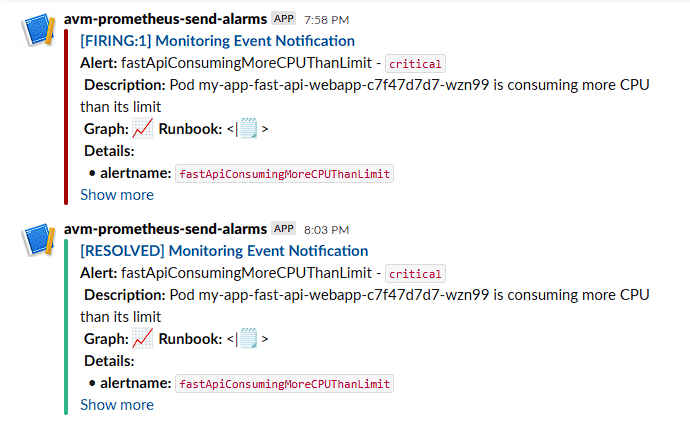 avm-prometheus-send-alarms APP 7:58 PM
[FIRING:1] Monitoring Event Notification
Alert: fastApiConsumingMoreCPUThanLimit - critical
Description: Pod my-app-fast-api-webapp-c7f47d7d7-wzn99 is consuming more CPU
than its limit
Graph: 📈 Runbook: <|🗒️ >
Details:
• alertname: fastApiConsumingMoreCPUThanLimit
Show more
avm-prometheus-send-alarms APP 8:03 PM
[RESOLVED] Monitoring Event Notification
Alert: fastApiConsumingMoreCPUThanLimit - critical
Description: Pod my-app-fast-api-webapp-c7f47d7d7-wzn99 is consuming more CPU
than its limit
Graph: 📈 Runbook: <|🗒️ >
Details:
• alertname: fastApiConsumingMoreCPUThanLimit
Show more